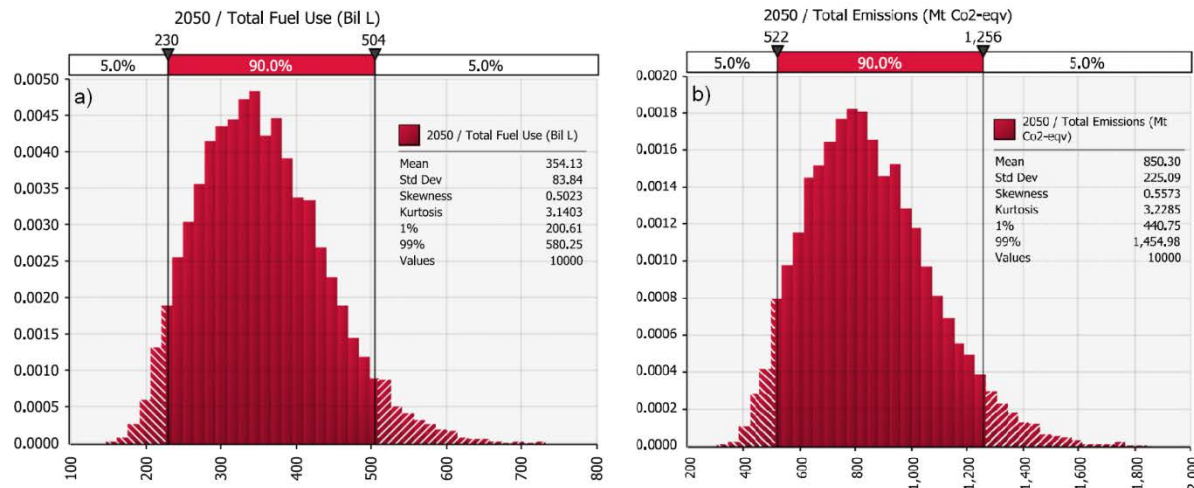 2050 / Total Fuel Use (Bil L)
230 504
5.0% 90.0% 5.0%
a)
0.0050
0.0045
0.0040
0.0035
0.0030
0.0025
0.0020
0.0015
0.0010
0.0005
0.0000
2050 / Total Fuel Use (Bil L)
Mean 354.13
Std Dev 83.84
Skewness 0.5023
Kurtosis 3.1403
1% 200.61
99% 580.25
Values 10000
100 200 300 400 500 600 700 800
2050 / Total Emissions (Mt Co2-eqv)
522 1,256
5.0% 90.0% 5.0%
b)
0.0020
0.0018
0.0016
0.0014
0.0012
0.0010
0.0008
0.0006
0.0004
0.0002
0.0000
2050 / Total Emissions (Mt
Co2-eqv)
Mean 850.30
Std Dev 225.09
Skewness 0.5573
Kurtosis 3.2285
1% 440.75
99% 1,454.98
Values 10000
200 400 600 800 1,000 1,200 1,400 1,600 1,800